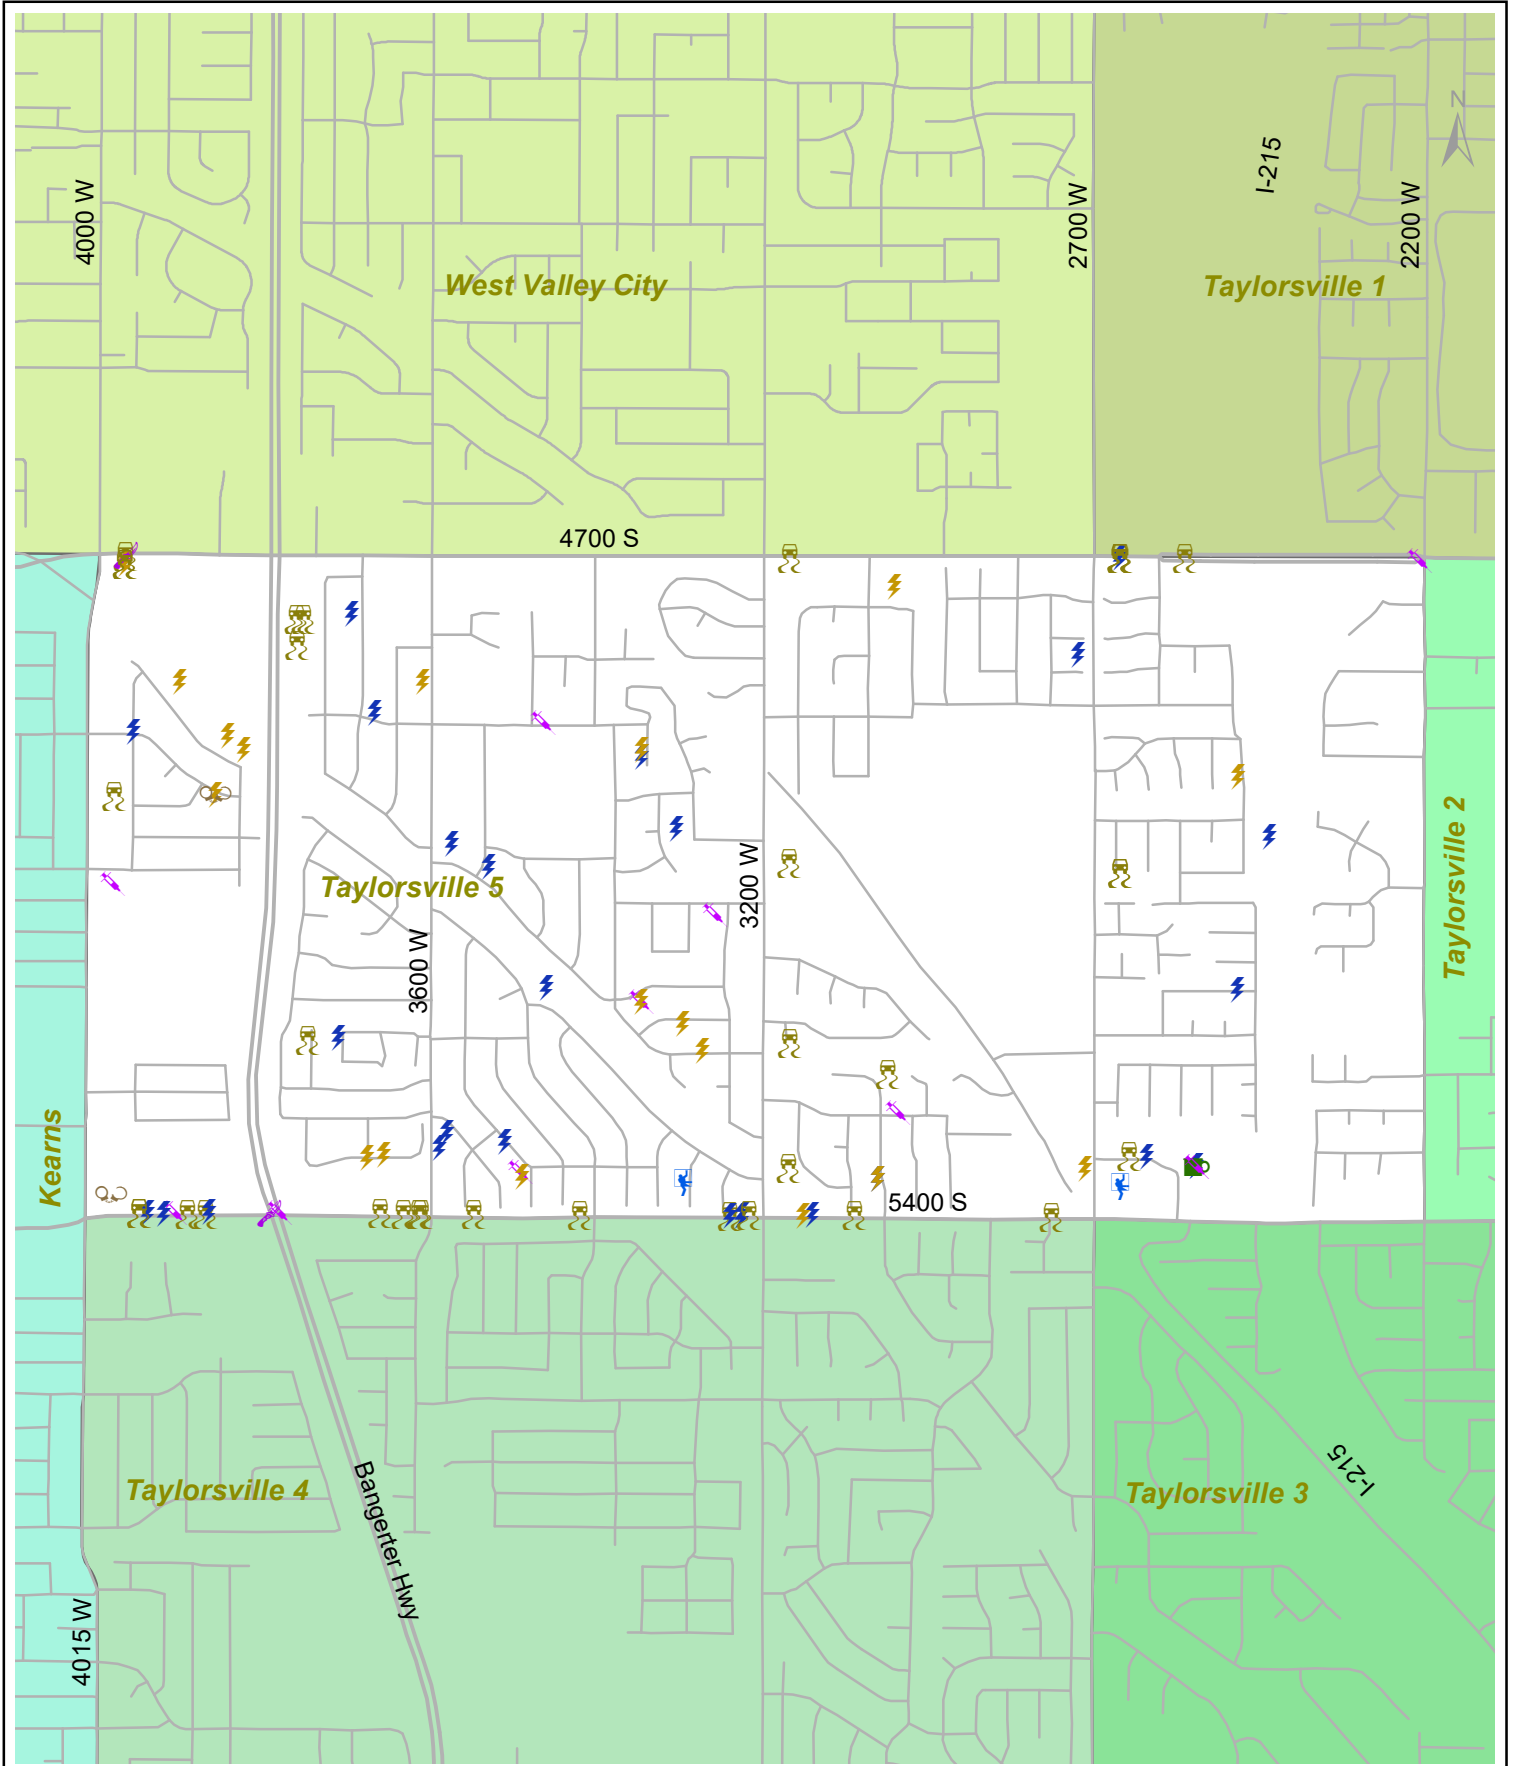 N
I-215
4000 W
2700 W
2200 W
West Valley City
Taylorsville 1
4700 S
Taylorsville 5
3200 W
Taylorsville 2
3600 W
Kearns
5400 S
Taylorsville 4
Bangerter Hwy
Taylorsville 3
I-215
4015 W